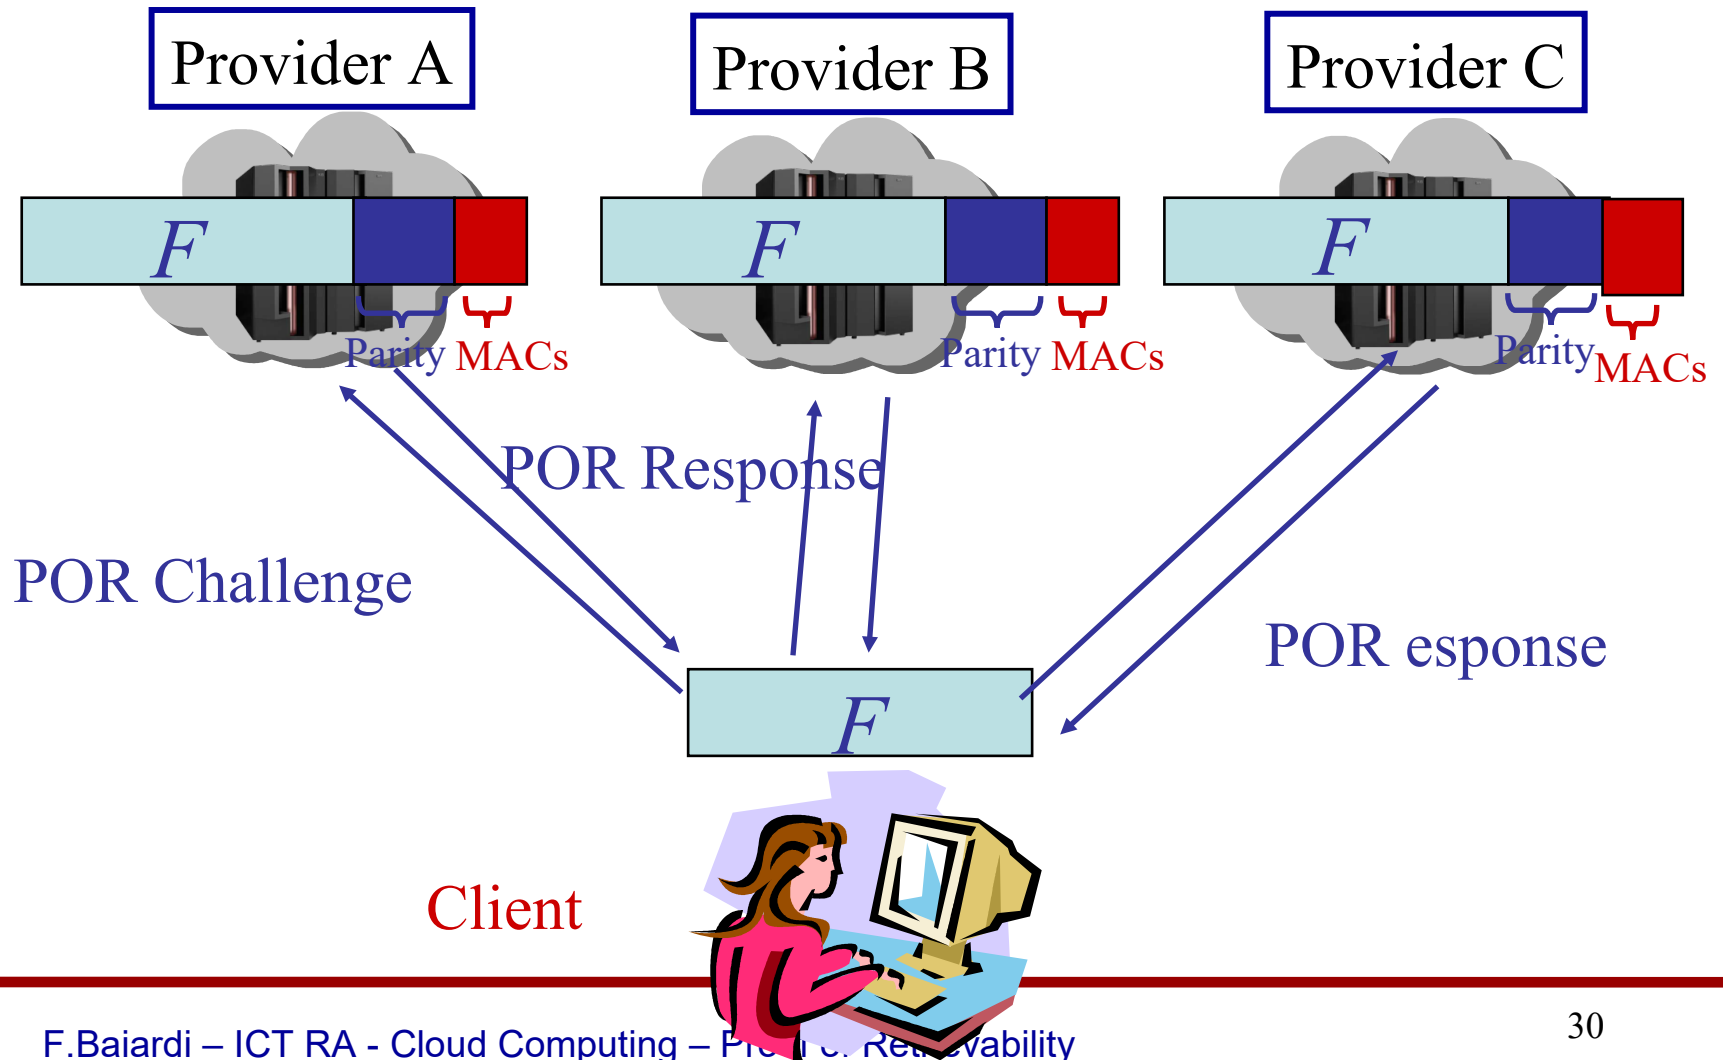 Provider A
Provider B
Provider C
F
F
F
Parity MACs
Parity MACs
Parity MACs
POR Response
POR Challenge
POR esponse
F
Client
F.Baiardi – ICT RA - Cloud Computing –
30